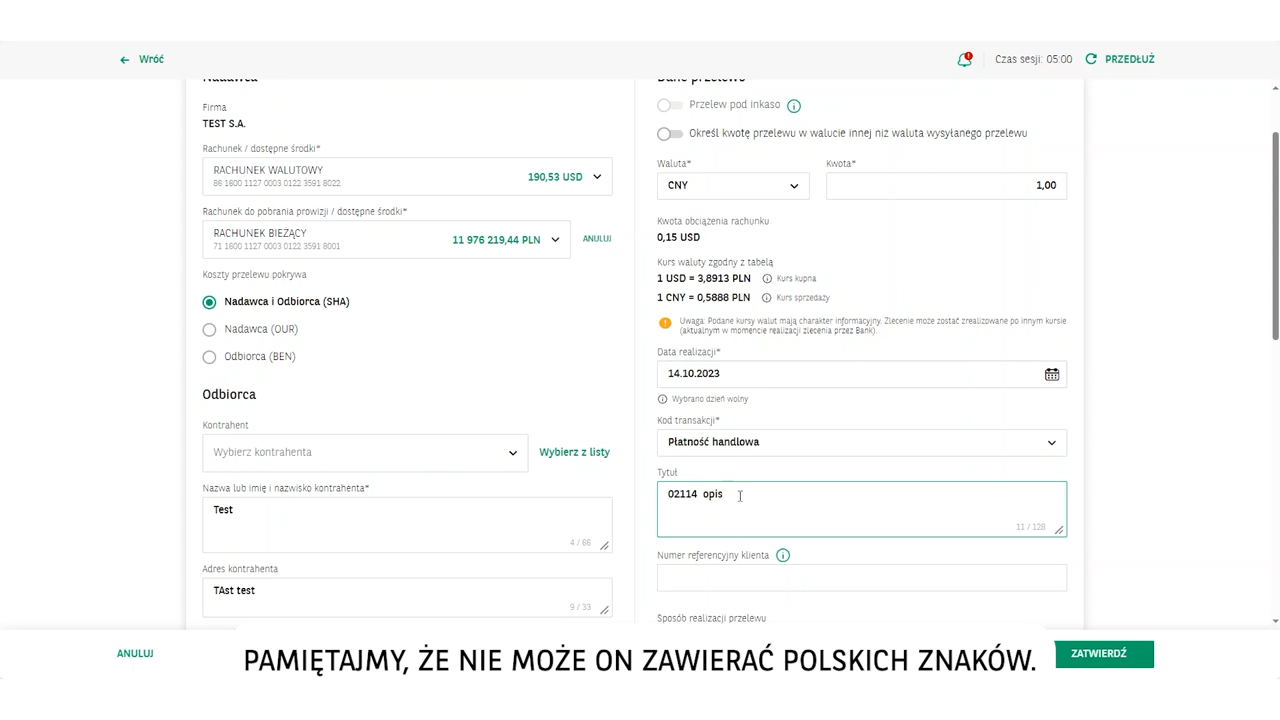 Wróć
Czas sesji: 05:00
PRZEDŁUŻ
Nadawca
Firma
TEST S.A.
Rachunek / dostępne środki*
RACHUNEK WALUTOWY
86 1600 1127 0003 0122 3591 8022
190,53 USD
Rachunek do pobrania prowizji / dostępne środki*
RACHUNEK BIEŻĄCY
71 1600 1127 0003 0122 3591 8001
11 976 219,44 PLN
ANULUJ
Koszty przelewu pokrywa
Nadawca i Odbiorca (SHA)
Nadawca (OUR)
Odbiorca (BEN)
Odbiorca
Kontrahent
Wybierz kontrahenta
Wybierz z listy
Nazwa lub imię i nazwisko kontrahenta*
Test
4 / 66
Adres kontrahenta
TAst test
9 / 33
Dane przelewu
Przelew pod inkaso
Określ kwotę przelewu w walucie innej niż waluta wysyłanego przelewu
Waluta*
CNY
Kwota*
1,00
Kwota obciążenia rachunku
0,15 USD
Kurs waluty zgodny z tabelą
1 USD = 3,8913 PLN Kurs kupna
1 CNY = 0,5888 PLN Kurs sprzedaży
Uwaga: Podane kursy walut mają charakter informacyjny. Zlecenie może zostać zrealizowane po innym kursie
(aktualnym w momencie realizacji zlecenia przez Bank).
Data realizacji*
14.10.2023
Wybrano dzień wolny
Kod transakcji*
Płatność handlowa
Tytuł
02114 opis
11 / 128
Numer referencyjny klienta
Sposób realizacji przelewu
ANULUJ
PAMIĘTAJMY, ŻE NIE MOŻE ON ZAWIERAĆ POLSKICH ZNAKÓW.
ZATWIERDŹ